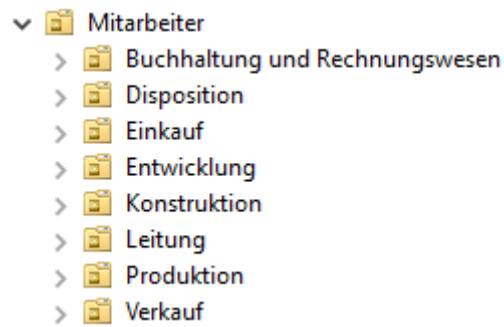 Mitarbeiter
Buchhaltung und Rechnungswesen
Disposition
Einkauf
Entwicklung
Konstruktion
Leitung
Produktion
Verkauf